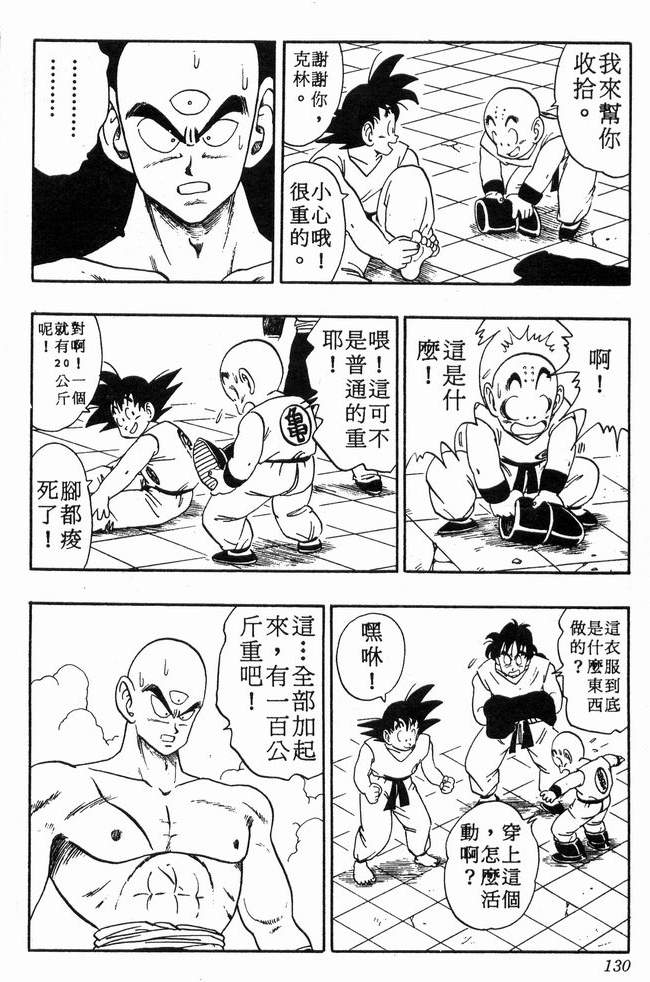 我來幫你
收拾。
謝謝你，
克林。
小心哦！
很重的。
………
………
啊！
這是什
麼！
喂！這可不
是普通的重
耶！
龜
對啊！一個
就有20公斤
呢！
腳都痠
死了！
這衣服到底
是什麼東西
做的？
嘿咻！
穿上這個
，怎麼活
動啊？
這…全部加起
來，有一百公
斤重吧！
130